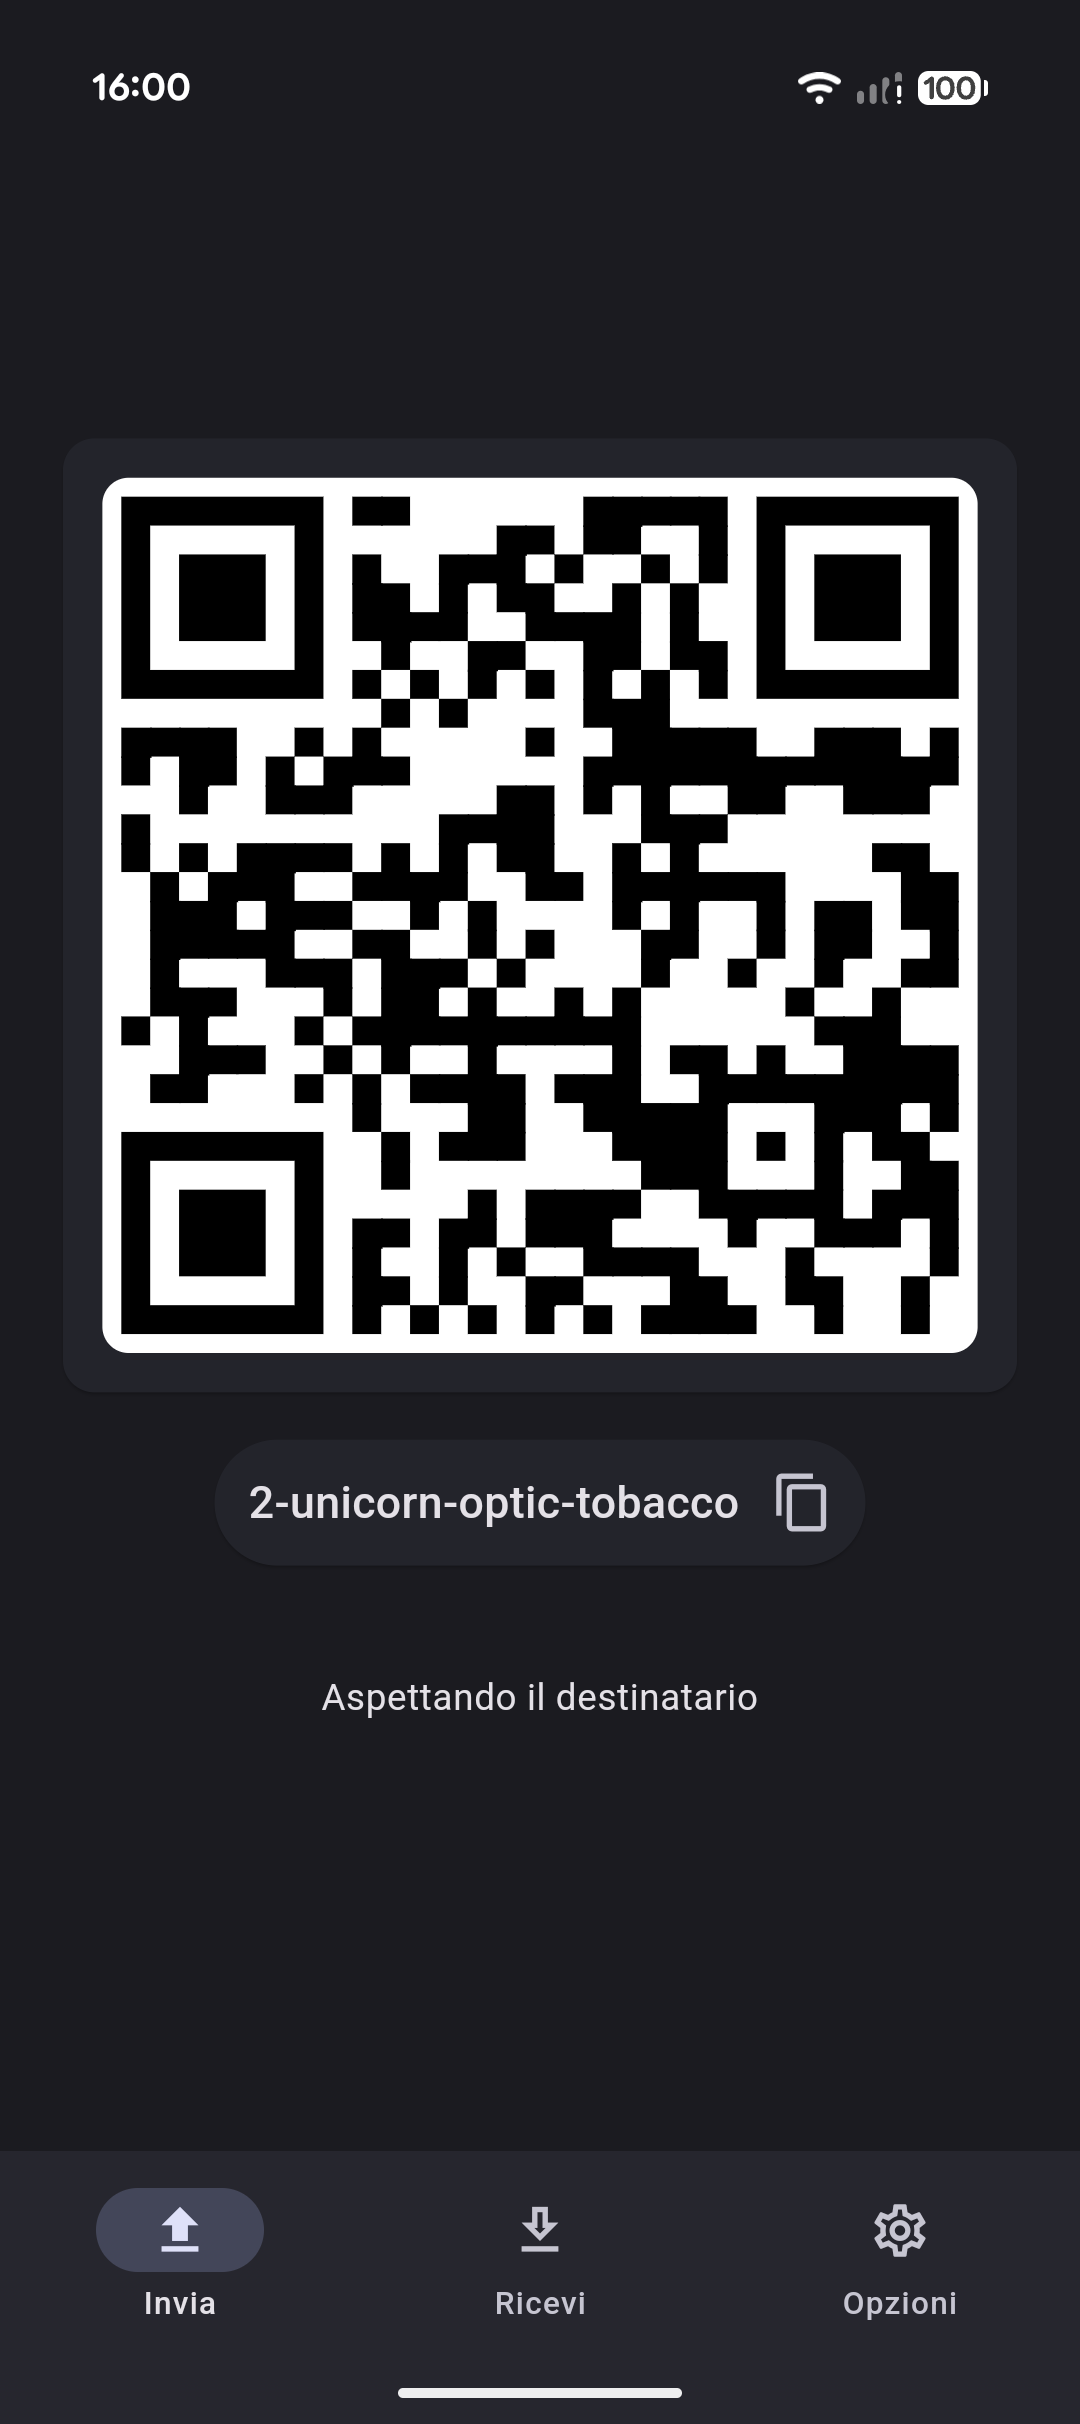 16:00
100
2-unicorn-optic-tobacco
Aspettando il destinatario
Invia
Ricevi
Opzioni